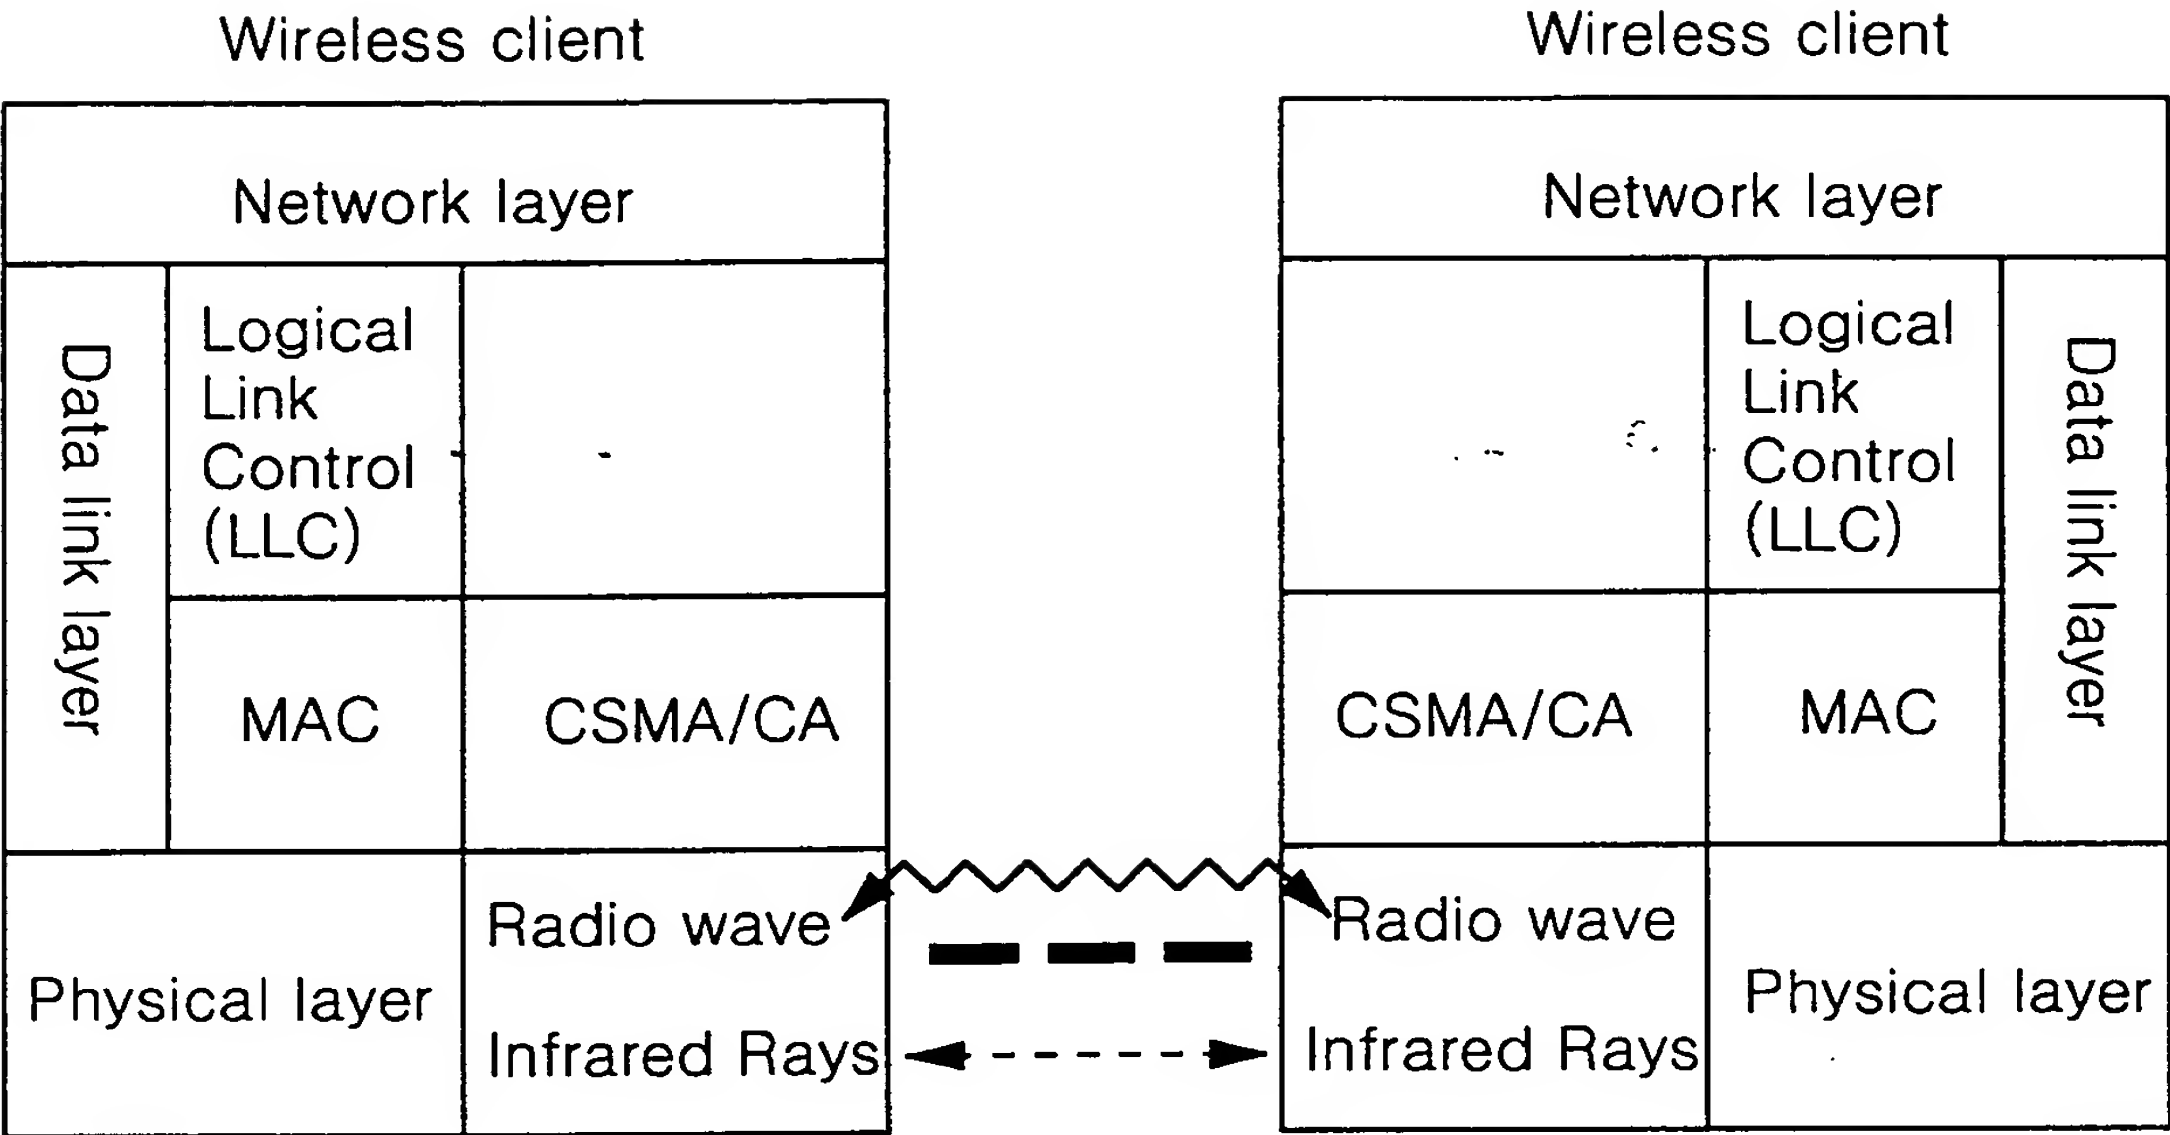 Wireless client
Network layer
Data link layer
Logical
Link
Control
(LLC)
MAC
CSMA/CA
Physical layer
Radio wave
Infrared Rays
Wireless client
Network layer
Logical
Link
Control
(LLC)
Data link layer
CSMA/CA
MAC
Radio wave
Infrared Rays
Physical layer